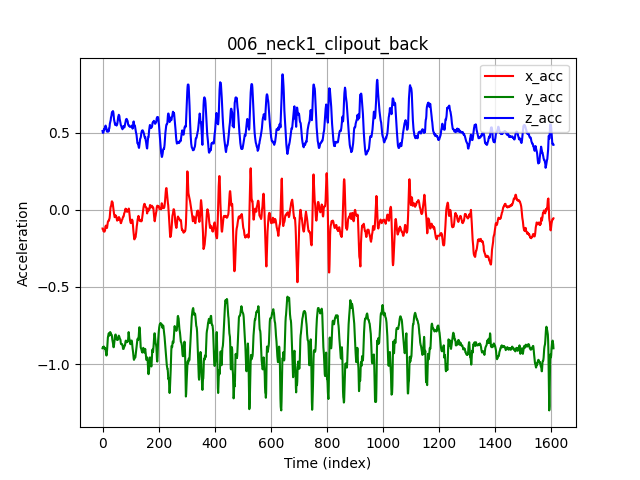 006_neck1_clipout_back
x_acc
y_acc
z_acc
0.5
0.0
−0.5
−1.0
Acceleration
0 200 400 600 800 1000 1200 1400 1600
Time (index)